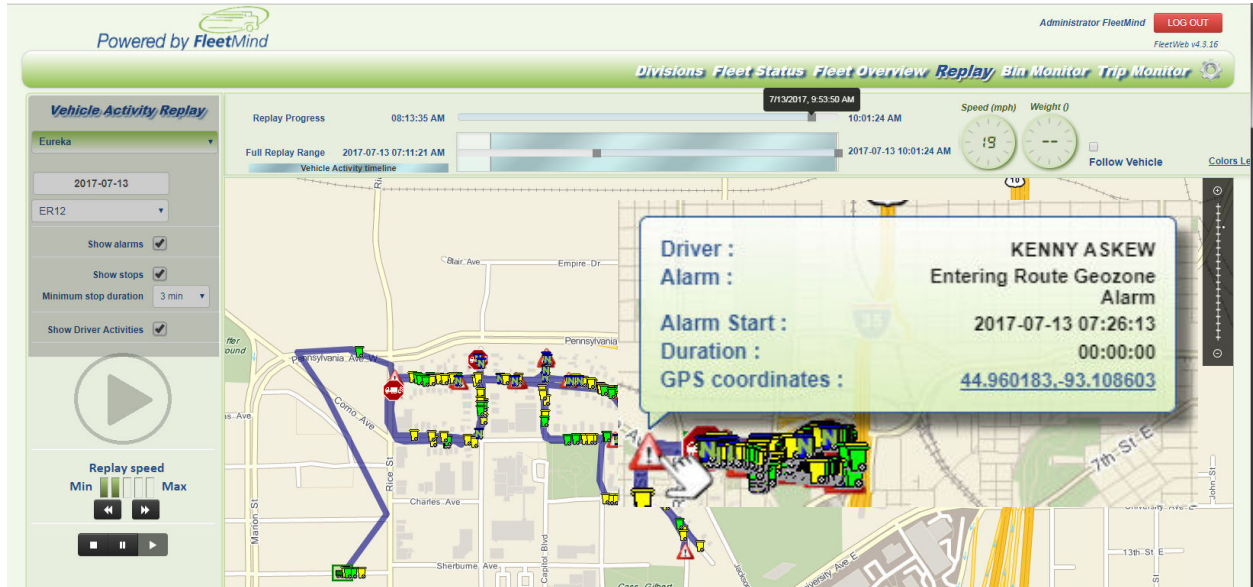 Powered by FleetMind
Administrator FleetMind
LOG OUT
FleetWeb v4.3.16
Divisions Fleet Status Fleet Overview Replay Bin Monitor Trip Monitor
Vehicle Activity Replay
Eureka
2017-07-13
ER12
Show alarms
Show stops
Minimum stop duration 3 min
Show Driver Activities
Replay speed
Min Max
7/13/2017, 9:53:50 AM
Replay Progress 08:13:35 AM 10:01:24 AM
Full Replay Range 2017-07-13 07:11:21 AM 2017-07-13 10:01:24 AM
Vehicle Activity timeline
Speed (mph) Weight ()
19 --
Follow Vehicle
Colors Le
10
Blair Ave
Empire Dr
Pennsylvania
Pennsylvania Ave W
Como Ave
Rice St
Charles Ave
Marion St
Sherburne Ave
Capitol Blvd
Cass Gilbert
Driver : KENNY ASKEW
Alarm : Entering Route Geozone
Alarm
Alarm Start : 2017-07-13 07:26:13
Duration : 00:00:00
GPS coordinates : 44.960183,-93.108603
35
7th St E
John St
University Ave E
University Ave E
13th St E